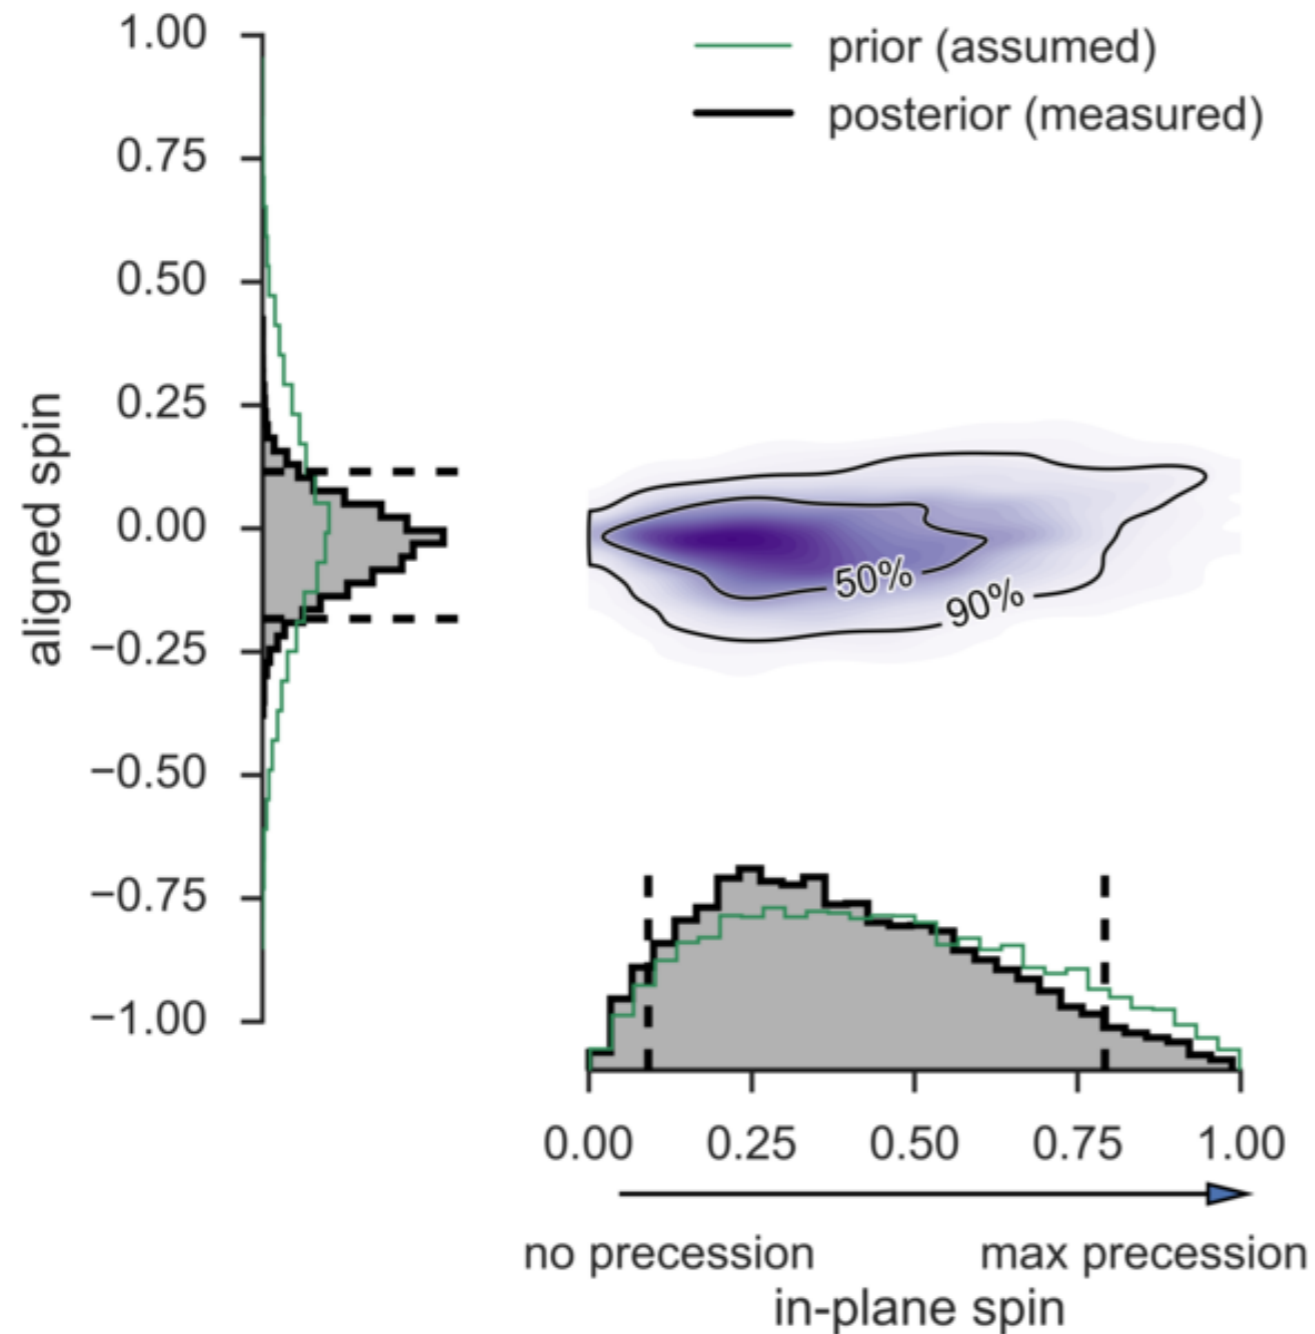 1.00
prior (assumed)
posterior (measured)
0.75
0.50
0.25
0.00
−0.25
−0.50
−0.75
−1.00
aligned spin
50%
90%
0.00 0.25 0.50 0.75 1.00
no precession max precession
in-plane spin